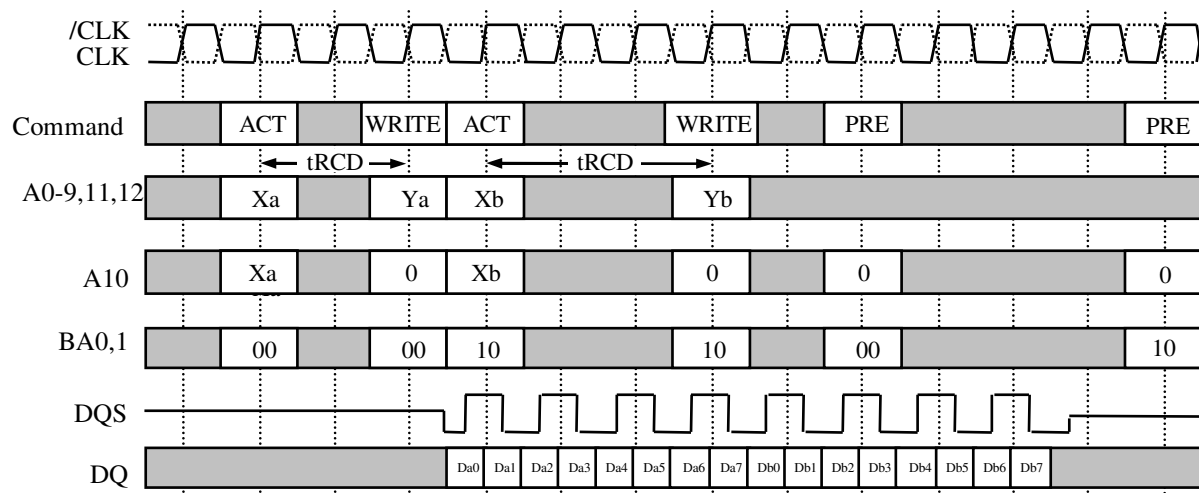 /CLK
CLK
Command ACT WRITE ACT WRITE PRE PRE
tRCD tRCD
A0-9,11,12 Xa Ya Xb Yb
A10 Xa 0 Xb 0 0 0
BA0,1 00 00 10 10 00 10
DQS
DQ Da0 Da1 Da2 Da3 Da4 Da5 Da6 Da7 Db0 Db1 Db2 Db3 Db4 Db5 Db6 Db7